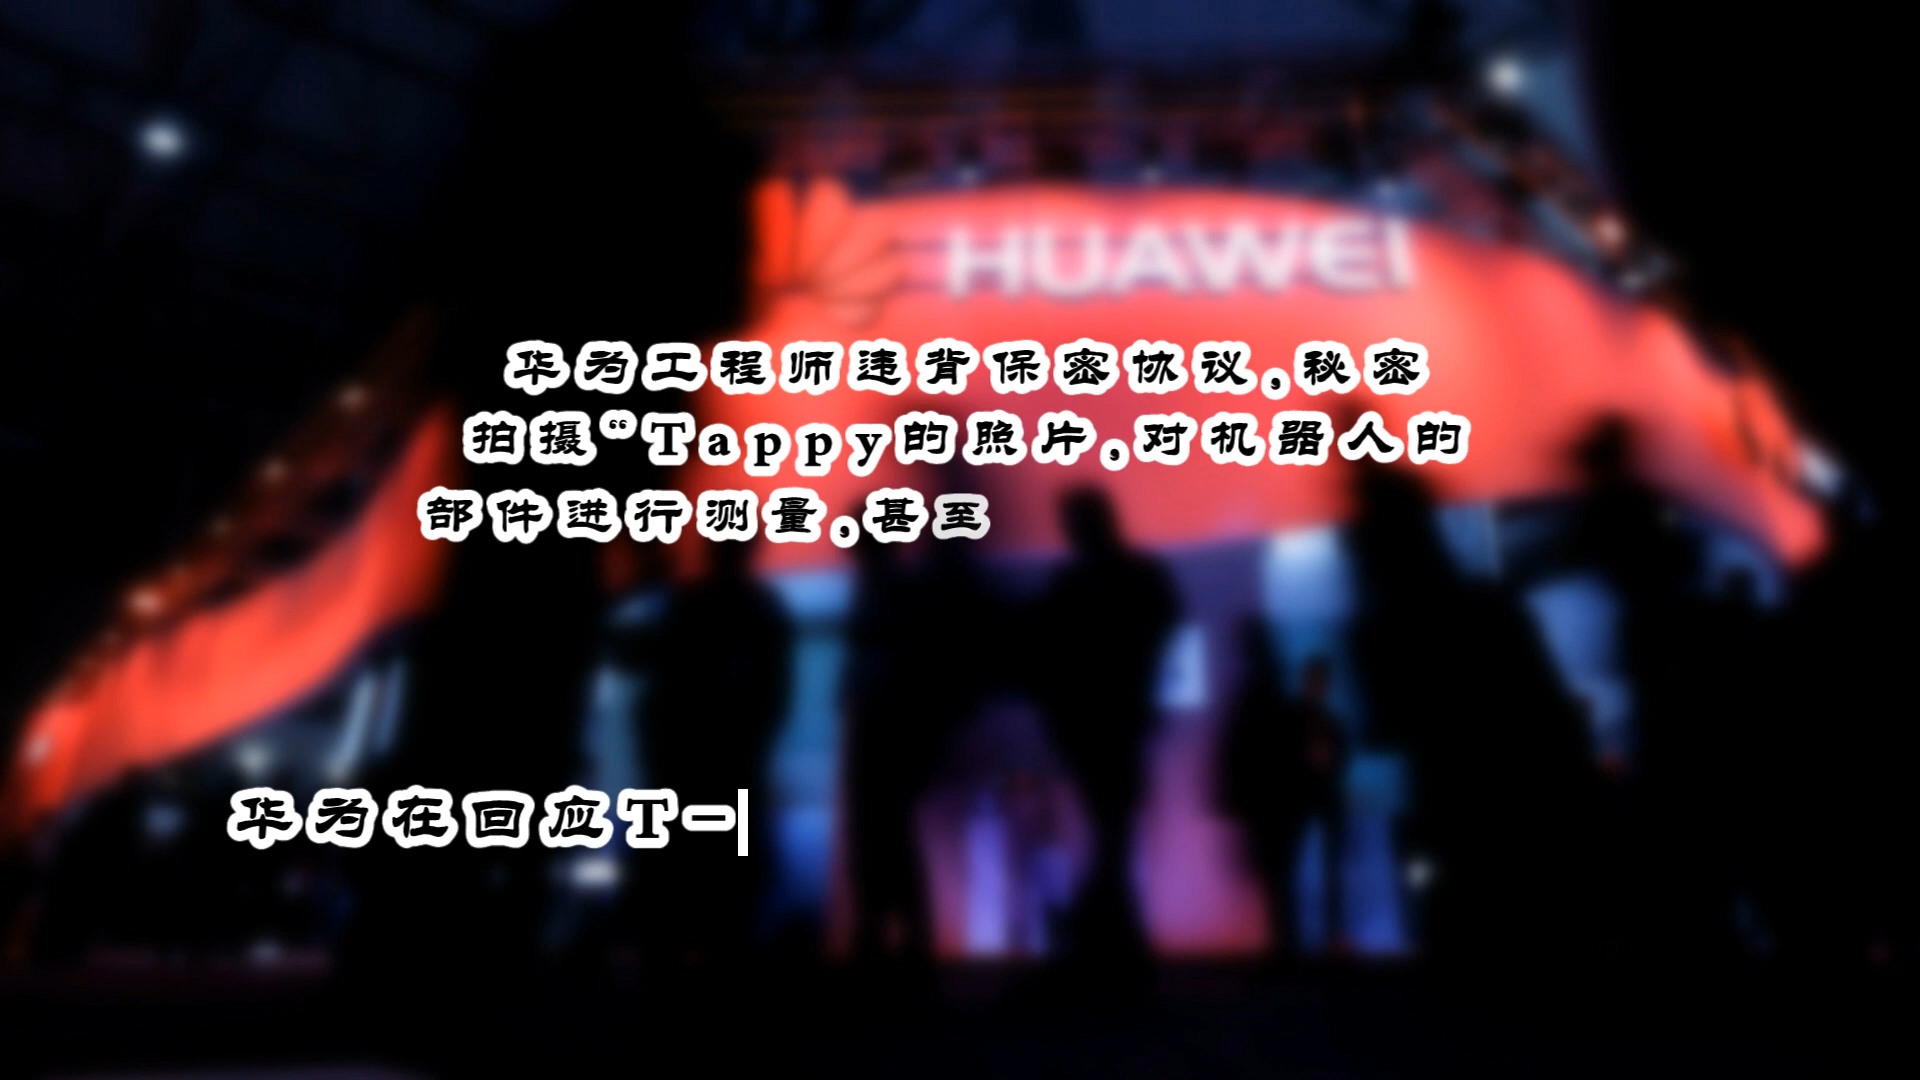 HUAWEI
华为工程师违背保密协议,秘密
拍摄“Tappy的照片,对机器人的
部件进行测量,甚至
华为在回应T-